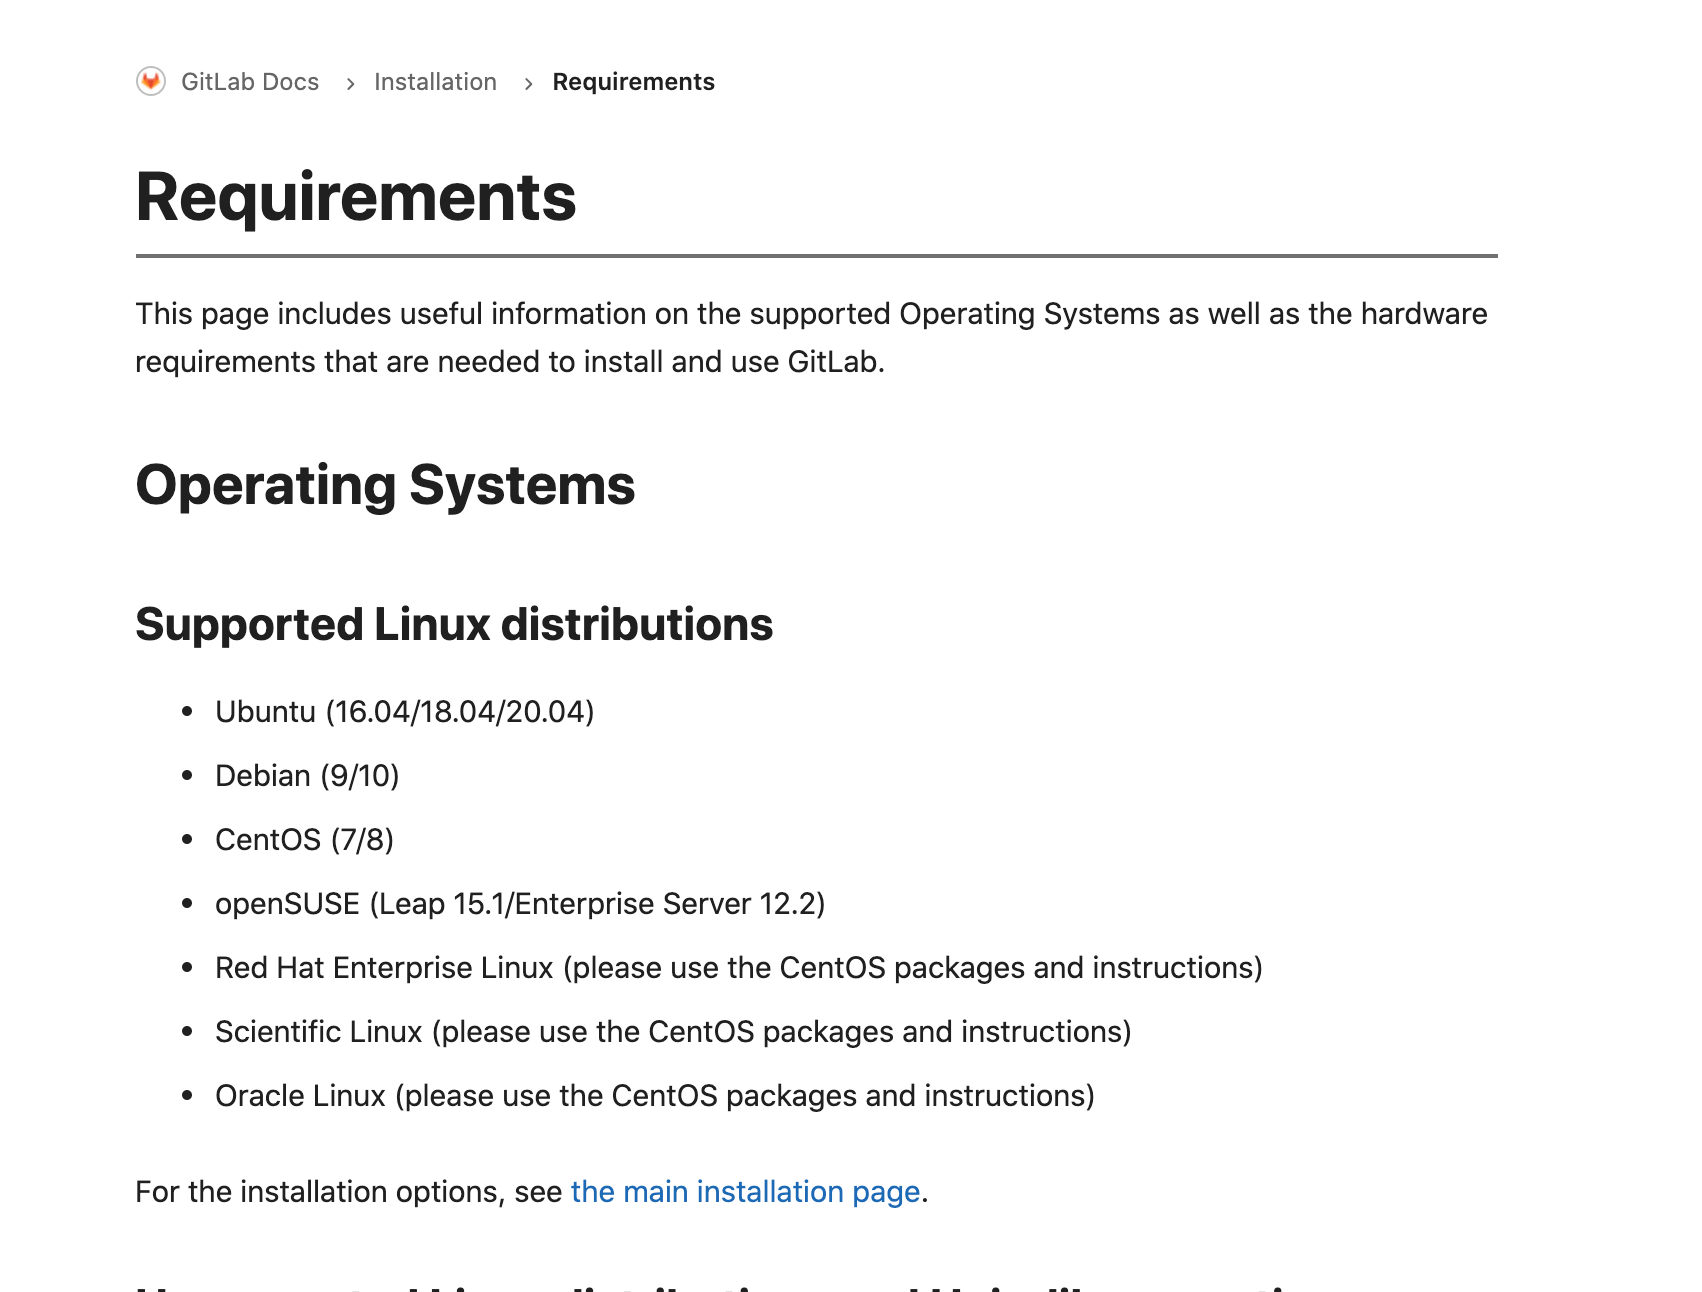 GitLab Docs › Installation › Requirements
Requirements
This page includes useful information on the supported Operating Systems as well as the hardware
requirements that are needed to install and use GitLab.
Operating Systems
Supported Linux distributions
• Ubuntu (16.04/18.04/20.04)
• Debian (9/10)
• CentOS (7/8)
• openSUSE (Leap 15.1/Enterprise Server 12.2)
• Red Hat Enterprise Linux (please use the CentOS packages and instructions)
• Scientific Linux (please use the CentOS packages and instructions)
• Oracle Linux (please use the CentOS packages and instructions)
For the installation options, see the main installation page.